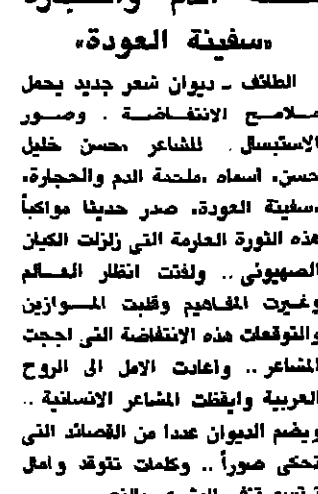 الدم والحجارة
«سفينة العودة»
الطائف ـ ديوان شعر جديد يحمل
ملامح الانتفاضة . وصور
الاستبسال . للشاعر محسن خليل
حسن. اسماه .ملحمة الدم والحجارة.
.سفينة العودة. صدر حديثا مواكباً
هذه الثورة العارمة التي زلزلت الكيان
الصهيوني .. ولفتت انظار العالم
وغيرت المفاهيم وقلبت الموازين
والتوقعات هذه الانتفاضة التي اججت
المشاعر .. واعادت الامل الى الروح
العربية وايقظت المشاعر الانسانية ..
ويضم الديوان عددا من القصائد التي
تحكى صوراً .. وكلمات تتوقد وامال